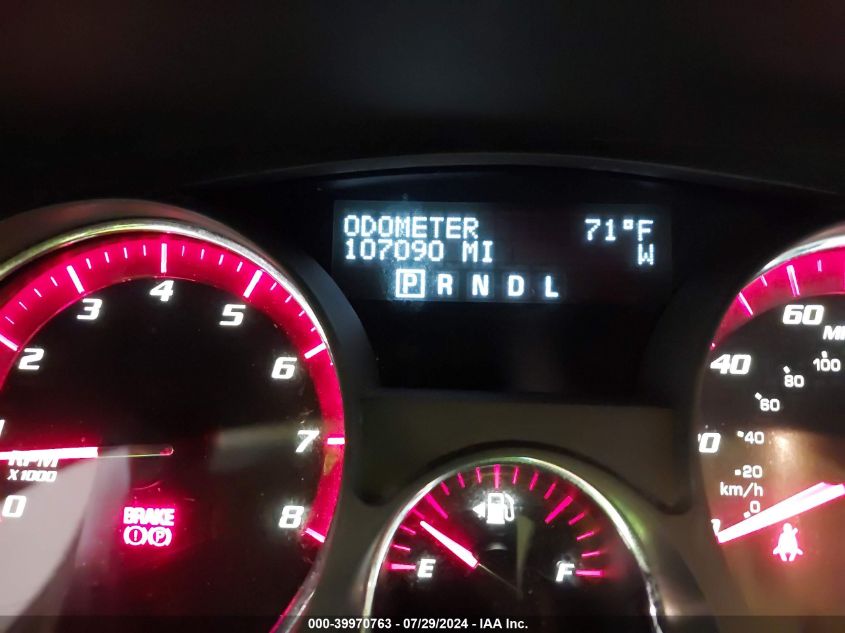 ODOMETER 71°F
107090 MI W
P R N D L
0
2
3
4
5
6
7
8
RPM
X1000
BRAKE
(!) (P)
E
F
40
60
0
20
40
60
80
100
km/h
000-39970763 - 07/29/2024 - IAA Inc.